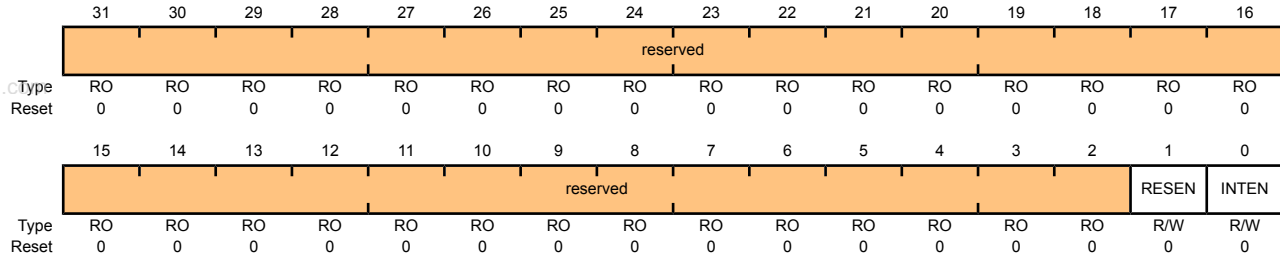 31 30 29 28 27 26 25 24 23 22 21 20 19 18 17 16
reserved
Type RO RO RO RO RO RO RO RO RO RO RO RO RO RO RO RO
Reset 0 0 0 0 0 0 0 0 0 0 0 0 0 0 0 0
15 14 13 12 11 10 9 8 7 6 5 4 3 2 1 0
reserved RESEN INTEN
Type RO RO RO RO RO RO RO RO RO RO RO RO RO RO R/W R/W
Reset 0 0 0 0 0 0 0 0 0 0 0 0 0 0 0 0